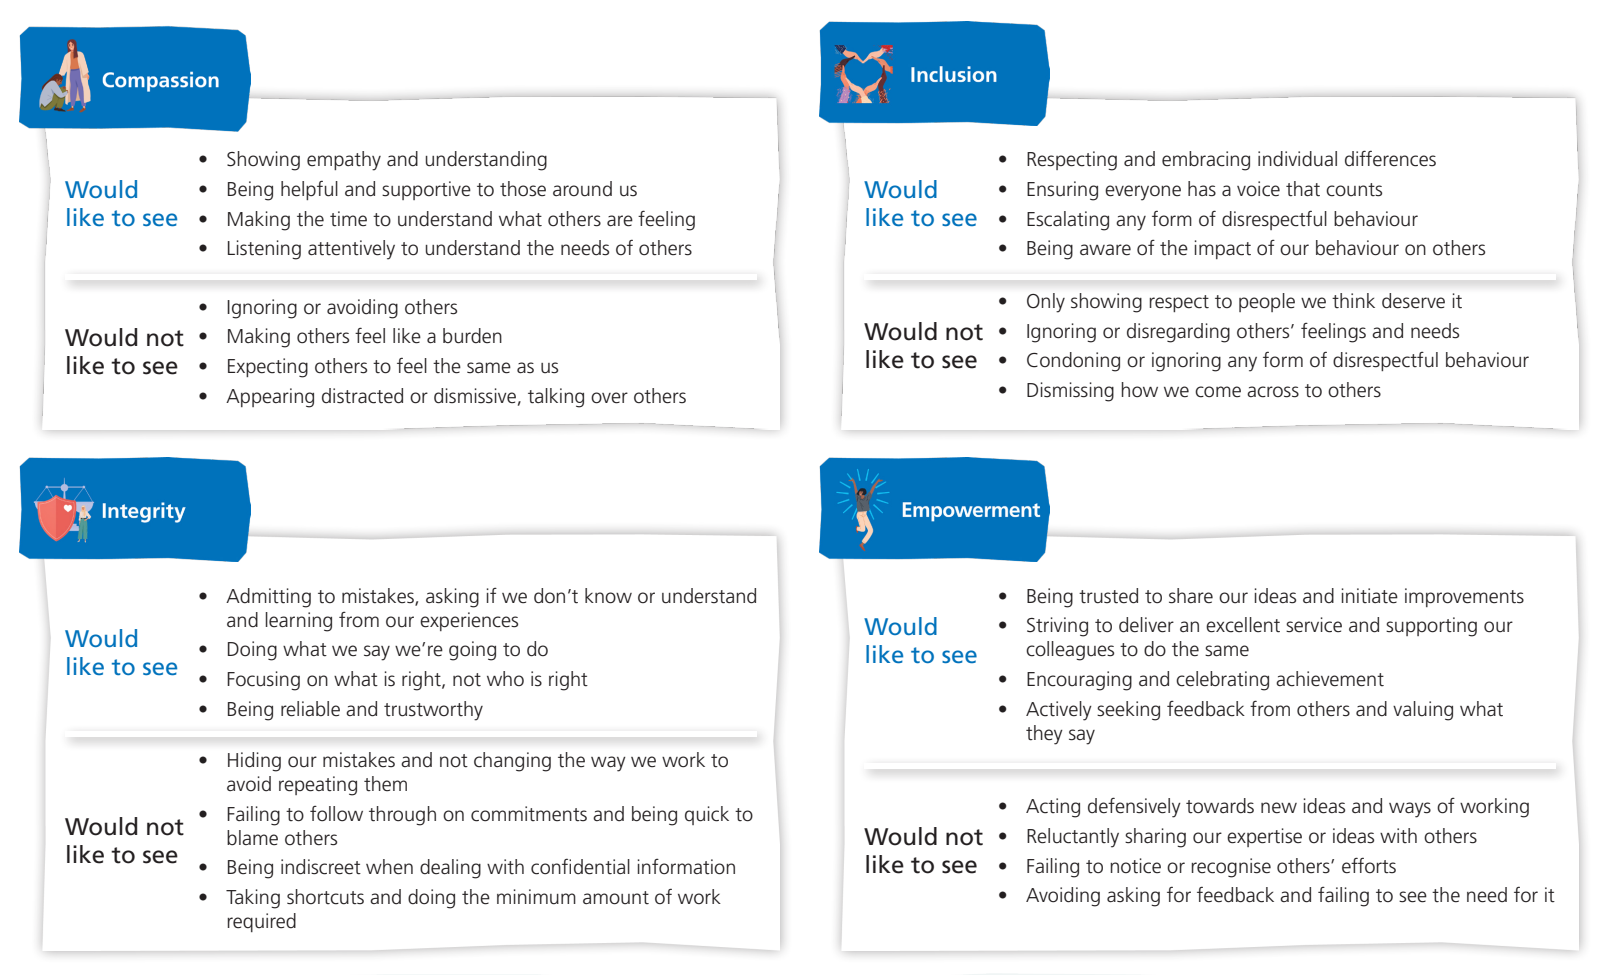 Compassion
Would
like to see
• Showing empathy and understanding
• Being helpful and supportive to those around us
• Making the time to understand what others are feeling
• Listening attentively to understand the needs of others
Would not
like to see
• Ignoring or avoiding others
• Making others feel like a burden
• Expecting others to feel the same as us
• Appearing distracted or dismissive, talking over others
Inclusion
Would
like to see
• Respecting and embracing individual differences
• Ensuring everyone has a voice that counts
• Escalating any form of disrespectful behaviour
• Being aware of the impact of our behaviour on others
Would not
like to see
• Only showing respect to people we think deserve it
• Ignoring or disregarding others’ feelings and needs
• Condoning or ignoring any form of disrespectful behaviour
• Dismissing how we come across to others
Integrity
Would
like to see
• Admitting to mistakes, asking if we don’t know or understand
and learning from our experiences
• Doing what we say we’re going to do
• Focusing on what is right, not who is right
• Being reliable and trustworthy
Would not
like to see
• Hiding our mistakes and not changing the way we work to
avoid repeating them
• Failing to follow through on commitments and being quick to
blame others
• Being indiscreet when dealing with confidential information
• Taking shortcuts and doing the minimum amount of work
required
Empowerment
Would
like to see
• Being trusted to share our ideas and initiate improvements
• Striving to deliver an excellent service and supporting our
colleagues to do the same
• Encouraging and celebrating achievement
• Actively seeking feedback from others and valuing what
they say
Would not
like to see
• Acting defensively towards new ideas and ways of working
• Reluctantly sharing our expertise or ideas with others
• Failing to notice or recognise others’ efforts
• Avoiding asking for feedback and failing to see the need for it